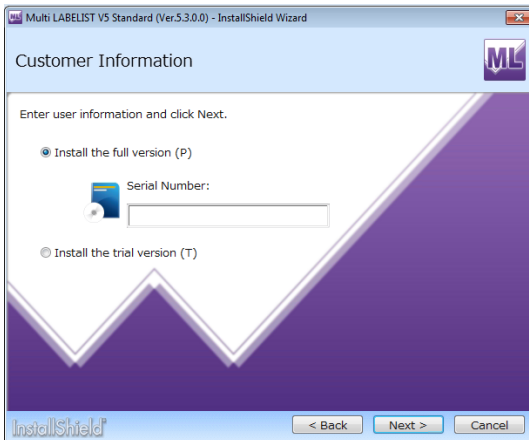 Multi LABELIST V5 Standard (Ver.5.3.0.0) - InstallShield Wizard
Customer Information
ML
Enter user information and click Next.
Install the full version (P)
Serial Number:
Install the trial version (T)
InstallShield
< Back
Next >
Cancel